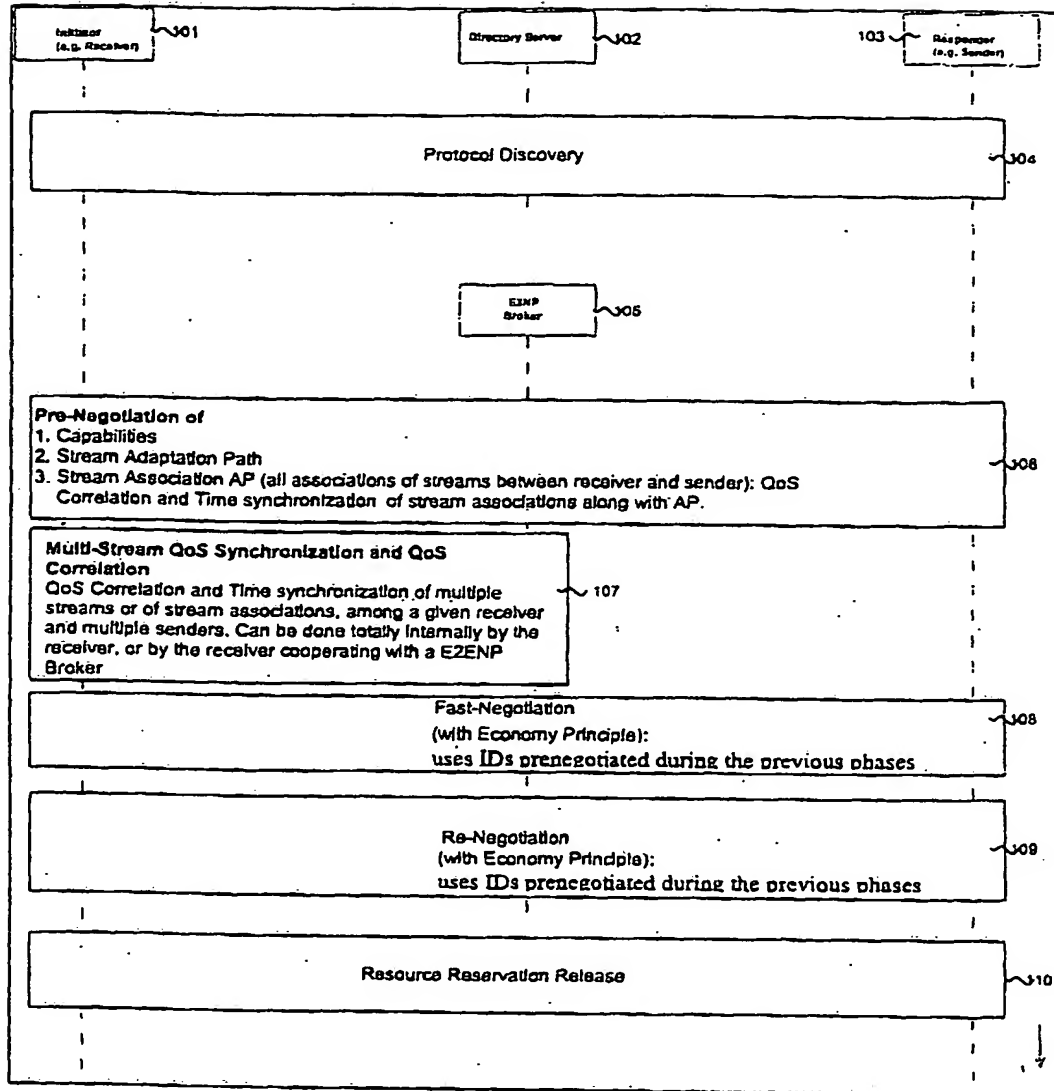 Initiator
(e.g. Receiver)
101
Directory Server
102
103
Responder
(e.g. Sender)
Protocol Discovery
104
E2NP
Broker
105
Pre-Negotiation of
1. Capabilities
2. Stream Adaptation Path
3. Stream Association AP (all associations of streams between receiver and sender): QoS
Correlation and Time synchronization of stream associations along with AP.
106
Multi-Stream QoS Synchronization and QoS
Correlation
QoS Correlation and Time synchronization of multiple
streams or of stream associations, among a given receiver
and multiple senders. Can be done totally internally by the
receiver, or by the receiver cooperating with a E2ENP
Broker
107
Fast-Negotiation
(with Economy Principle):
uses IDs prenegotiated during the previous phases
108
Re-Negotiation
(with Economy Principle):
uses IDs prenegotiated during the previous phases
109
Resource Reservation Release
110